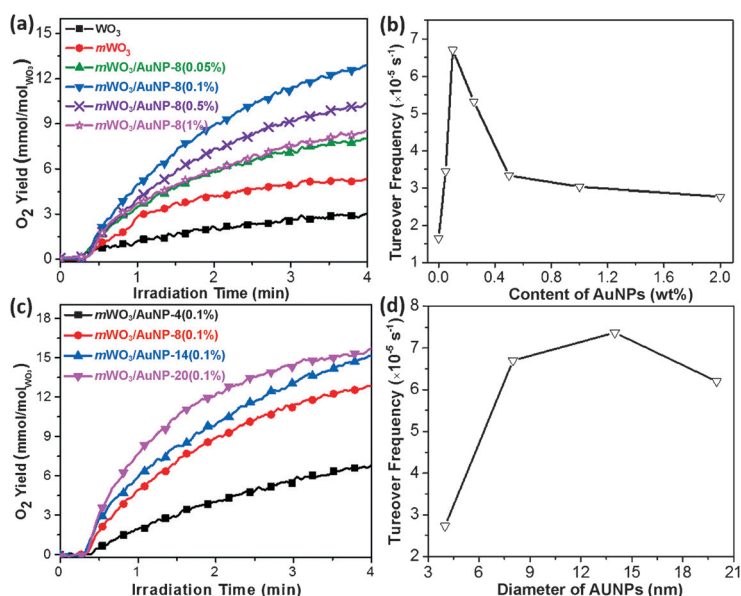 (a)
WO₃
mWO₃
mWO₃/AuNP-8(0.05%)
mWO₃/AuNP-8(0.1%)
mWO₃/AuNP-8(0.5%)
mWO₃/AuNP-8(1%)
O₂ Yield (mmol/mol_WO₃)
0
3
6
9
12
15
0 1 2 3 4
Irradiation Time (min)
(b)
Tureover Frequency (×10⁻⁵ s⁻¹)
8
7
6
5
4
3
2
1
0.0 0.4 0.8 1.2 1.6 2.0
Content of AuNPs (wt%)
(c)
mWO₃/AuNP-4(0.1%)
mWO₃/AuNP-8(0.1%)
mWO₃/AuNP-14(0.1%)
mWO₃/AuNP-20(0.1%)
O₂ Yield (mmol/mol_WO₃)
18
15
12
9
6
3
0
0 1 2 3 4
Irradiation Time (min)
(d)
Tureover Frequency (×10⁻⁵ s⁻¹)
8
7
6
5
4
3
2
3 6 9 12 15 18 21
Diameter of AUNPs (nm)